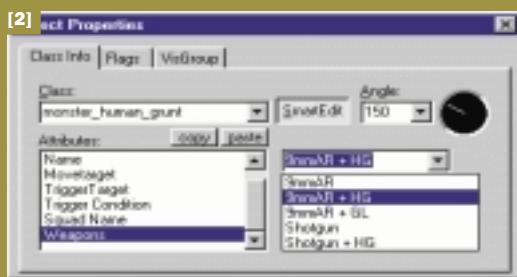 [2]
ect Properties
Class Info Flags VisGroup
Class: Angle:
monster_human_grunt SmartEdit 150
Attributes: copy paste
Name
Movetarget
TriggerTarget
Trigger Condition
Squad Name
Weapons
9mmAR + HG
9mmAR
9mmAR + HG
9mmAR + GL
Shotgun
Shotgun + HG